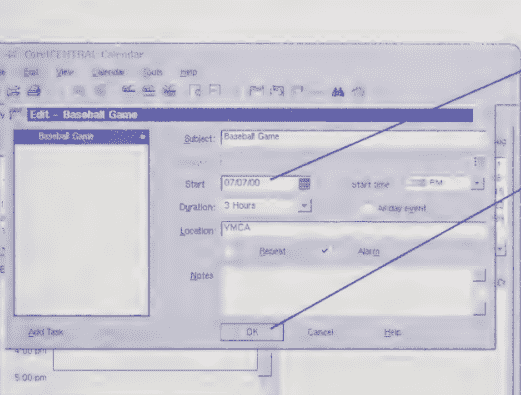 CorelCENTRAL Calendar
Edit View Calendar Tools Help
Edit - Baseball Game
Baseball Game
Subject: Baseball Game
Start 07/07/00 Start time PM
Duration: 3 Hours All day event
Location: YMCA
Repeat Alarm
Notes
Add Task OK Cancel Help
4:00 pm
5:00 pm